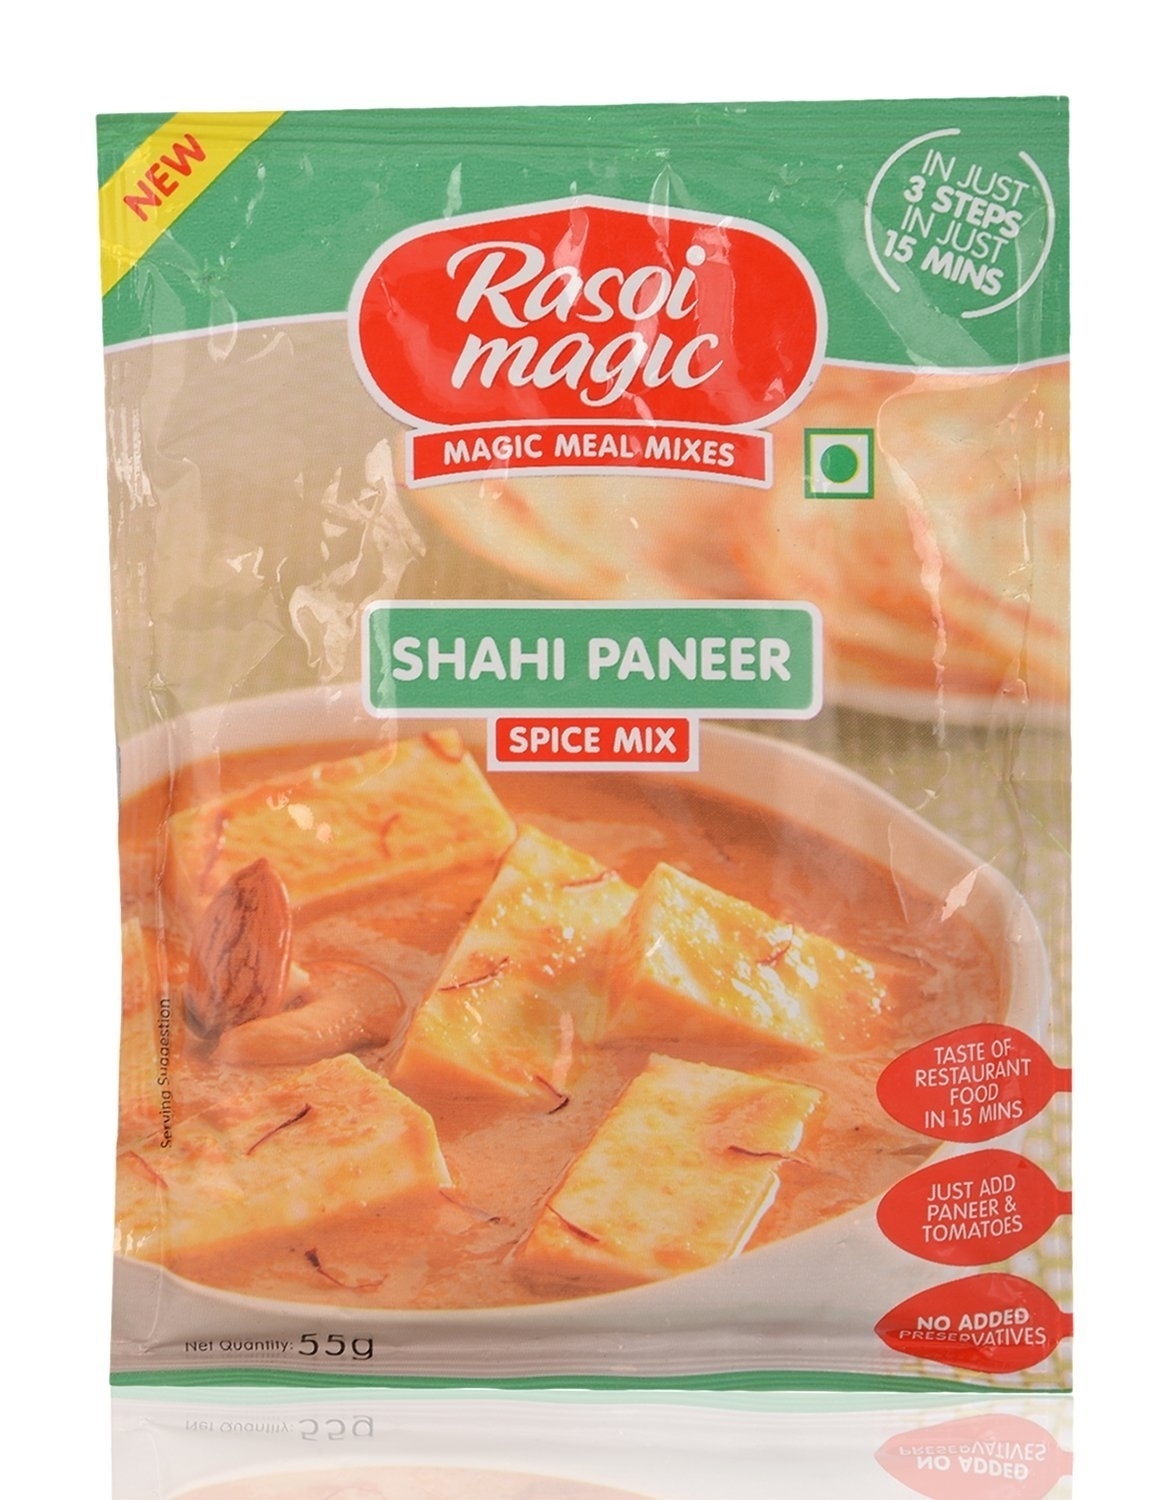 NEW
IN JUST
3 STEPS
IN JUST
15 MINS
Rasoi
magic
MAGIC MEAL MIXES
SHAHI PANEER
SPICE MIX
Serving Suggestion
TASTE OF
RESTAURANT
FOOD
IN 15 MINS
JUST ADD
PANEER &
TOMATOES
NO ADDED
PRESERVATIVES
Net Quantity: 55g